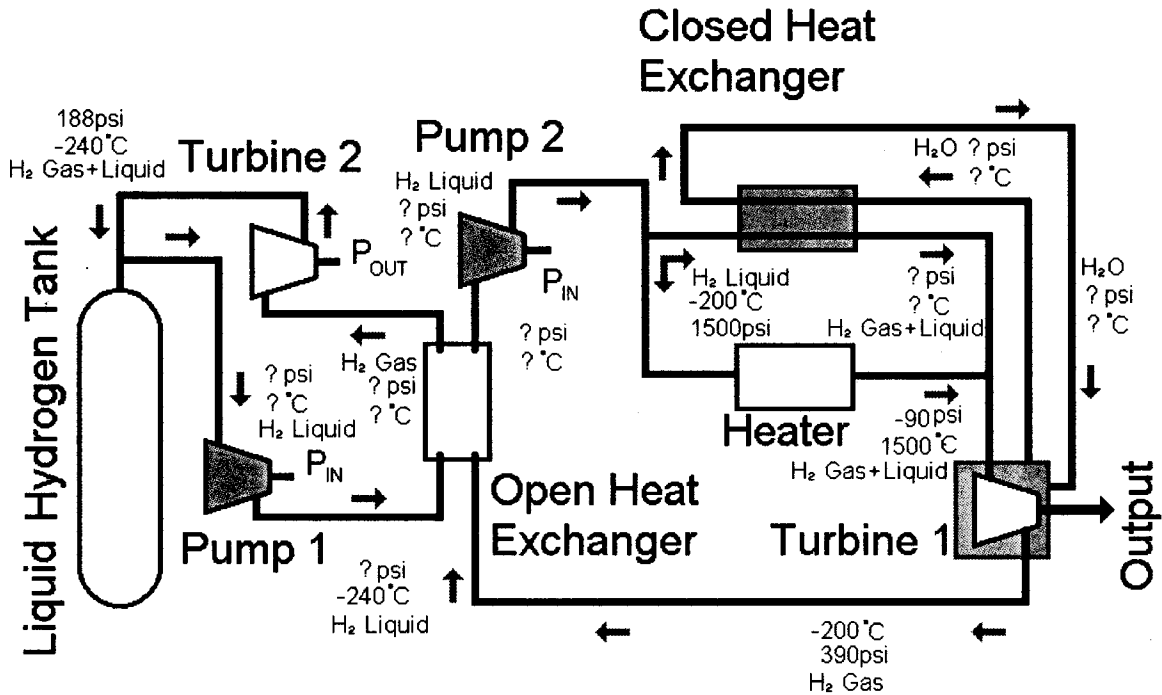 Closed Heat
Exchanger
188psi
-240°C
H₂ Gas+Liquid
Turbine 2
Pump 2
H₂ Liquid
? psi
? °C
H₂O ? psi
? °C
P_OUT
P_IN
H₂ Liquid
-200°C
1500psi
? psi
? °C
H₂ Gas+Liquid
H₂O
? psi
? °C
? psi
? °C
H₂ Gas
? psi
? °C
? psi
? °C
H₂ Liquid
Heater
-90psi
1500°C
H₂ Gas+Liquid
P_IN
Pump 1
Open Heat
Exchanger
Turbine 1
Output
Liquid Hydrogen Tank
? psi
-240°C
H₂ Liquid
-200°C
390psi
H₂ Gas